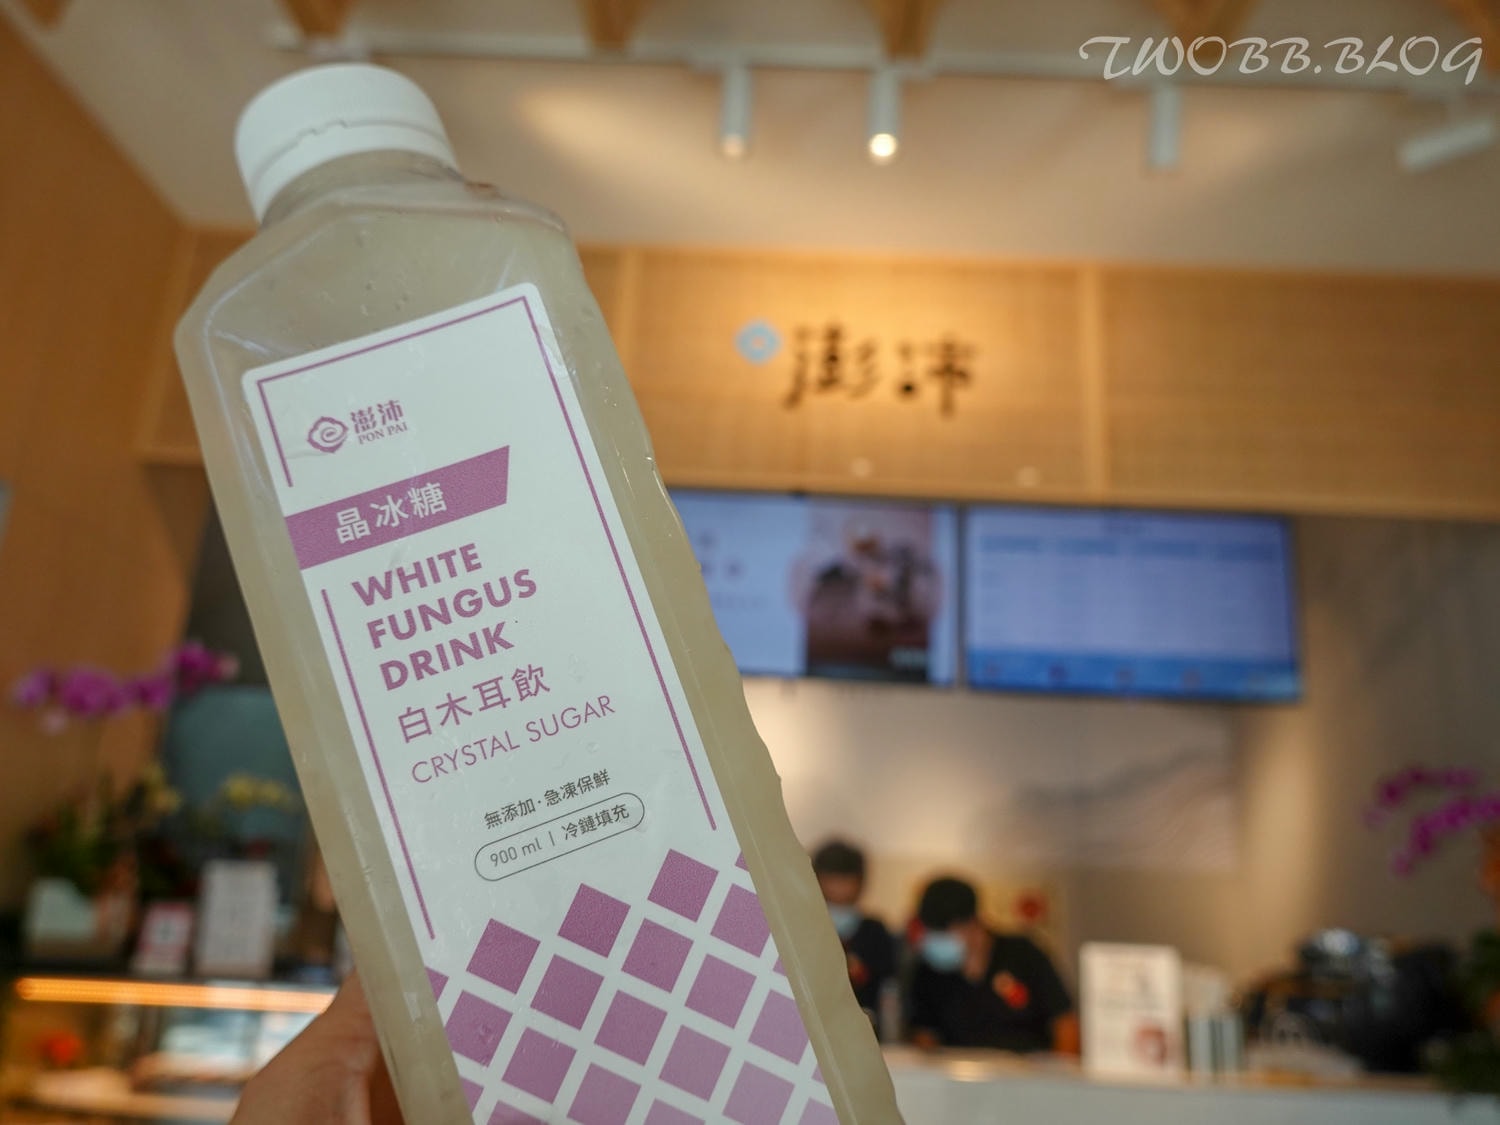 TWOBB.BLOG
澎沛
澎沛
PON PAI
晶冰糖
WHITE
FUNGUS
DRINK
白木耳飲
CRYSTAL SUGAR
無添加·急凍保鮮
900 ml | 冷鏈填充